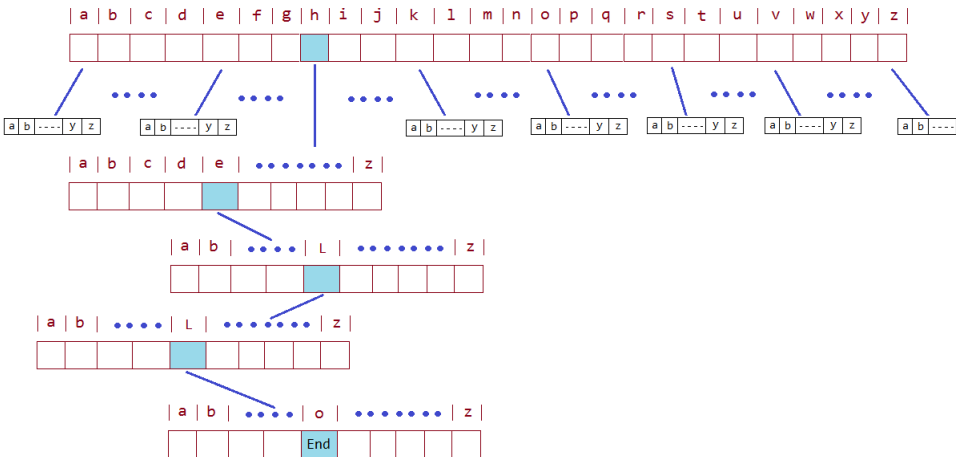 | a | b | c | d | e | f | g | h | i | j | k | l | m | n | o | p | q | r | s | t | u | v | w | x | y | z |
a b ---- y z a b ---- y z a b ---- y z a b ---- y z a b ---- y z a b ---- y z a b ----
| a | b | c | d | e | ....... | z |
| a | b | .... | L | ....... | z |
| a | b | .... | L | ....... | z |
| a | b | .... | o | ....... | z |
End